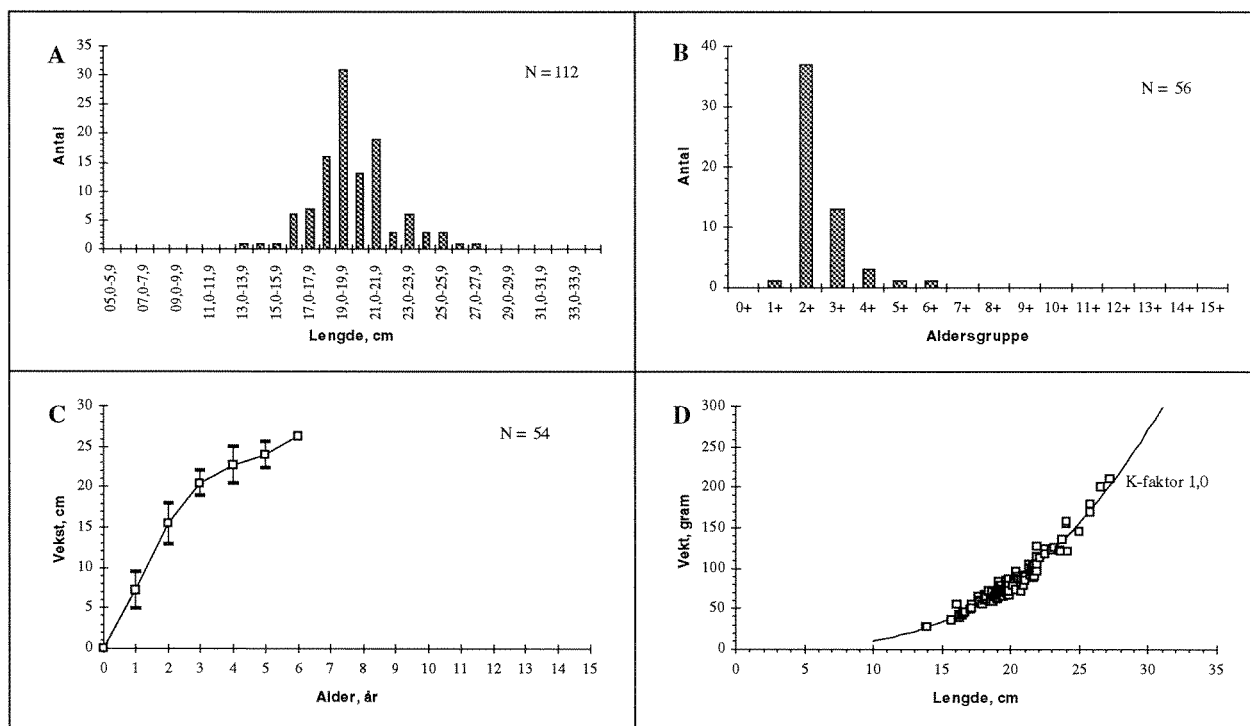 A
N = 112
Antal
35
30
25
20
15
10
5
0
05,0-5,9
07,0-7,9
09,0-9,9
11,0-11,9
13,0-13,9
15,0-15,9
17,0-17,9
19,0-19,9
21,0-21,9
23,0-23,9
25,0-25,9
27,0-27,9
29,0-29,9
31,0-31,9
33,0-33,9
Lengde, cm
B
N = 56
Antal
40
30
20
10
0
0+ 1+ 2+ 3+ 4+ 5+ 6+ 7+ 8+ 9+ 10+ 11+ 12+ 13+ 14+ 15+
Aldersgruppe
C
N = 54
Vekst, cm
30
25
20
15
10
5
0
0 1 2 3 4 5 6 7 8 9 10 11 12 13 14 15
Alder, år
D
Vekt, gram
300
250
200
150
100
50
0
K-faktor 1,0
0 5 10 15 20 25 30 35
Lengde, cm